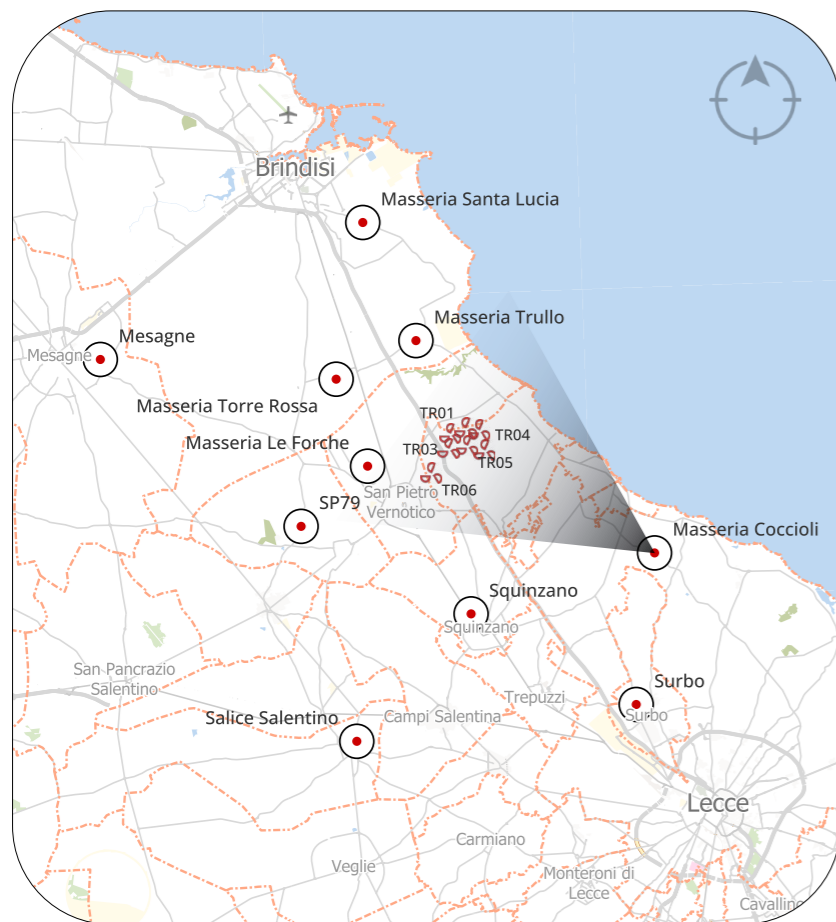 Brindisi
Masseria Santa Lucia
Masseria Trullo
Mesagne
Mesagne
Masseria Torre Rossa
TR01
TR04
Masseria Le Forche
TR03
TR05
TR06
San Pietro
Vernotico
SP79
Masseria Coccioli
Squinzano
Squinzano
San Pancrazio
Salentino
Trepuzzi
Surbo
Surbo
Salice Salentino
Campi Salentina
Lecce
Carmiano
Veglie
Monteroni di
Lecce
Cavallino